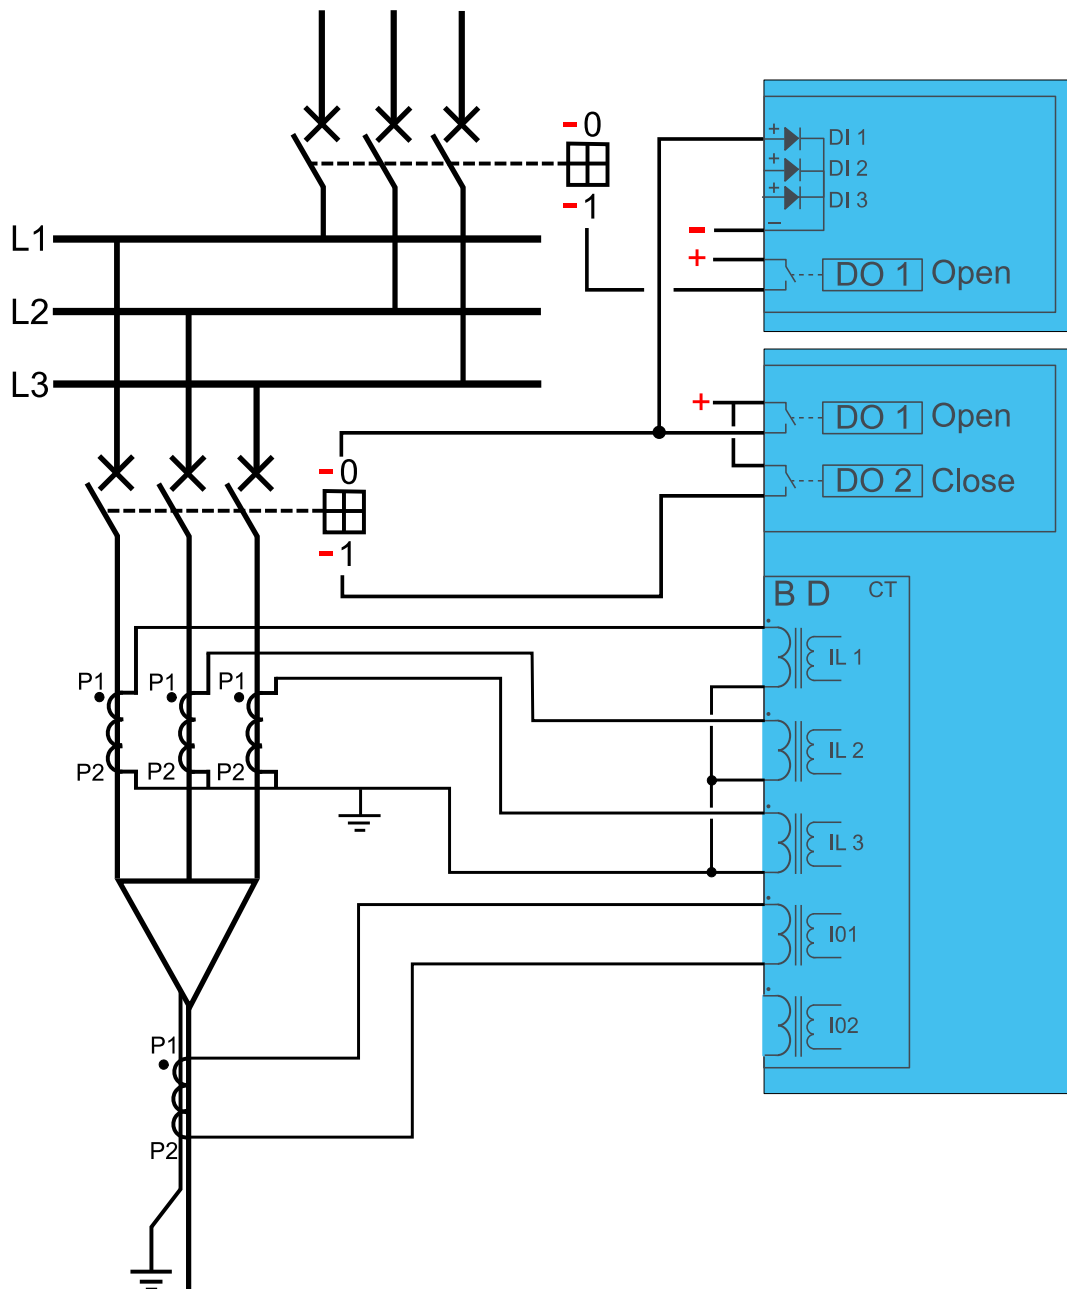 - 0
- 1
+ DI 1
+ DI 2
+ DI 3
- −
+ DO 1 Open
L1
L2
L3
+ DO 1 Open
DO 2 Close
- 0
- 1
B D CT
IL 1
P1 P1 P1
IL 2
P2 P2 P2
IL 3
I01
I02
P1
P2